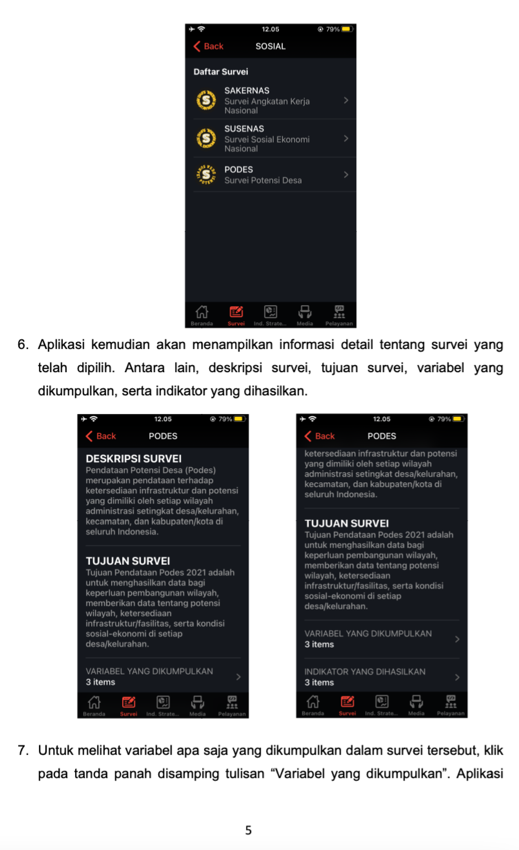 12.05
79%
Back
SOSIAL
Daftar Survei
SAKERNAS
Survei Angkatan Kerja
Nasional
SUSENAS
Survei Sosial Ekonomi
Nasional
PODES
Survei Potensi Desa
Beranda Survei Ind. Strate... Media Pelayanan
6. Aplikasi kemudian akan menampilkan informasi detail tentang survei yang
telah dipilih. Antara lain, deskripsi survei, tujuan survei, variabel yang
dikumpulkan, serta indikator yang dihasilkan.
12.05
79%
Back
PODES
DESKRIPSI SURVEI
Pendataan Potensi Desa (Podes)
merupakan pendataan terhadap
ketersediaan infrastruktur dan potensi
yang dimiliki oleh setiap wilayah
administrasi setingkat desa/kelurahan,
kecamatan, dan kabupaten/kota di
seluruh Indonesia.
TUJUAN SURVEI
Tujuan Pendataan Podes 2021 adalah
untuk menghasilkan data bagi
keperluan pembangunan wilayah,
memberikan data tentang potensi
wilayah, ketersediaan
infrastruktur/fasilitas, serta kondisi
sosial-ekonomi di setiap
desa/kelurahan.
VARIABEL YANG DIKUMPULKAN
3 items
Beranda Survei Ind. Strate... Media Pelayanan
12.05
79%
Back
PODES
ketersediaan infrastruktur dan potensi
yang dimiliki oleh setiap wilayah
administrasi setingkat desa/kelurahan,
kecamatan, dan kabupaten/kota di
seluruh Indonesia.
TUJUAN SURVEI
Tujuan Pendataan Podes 2021 adalah
untuk menghasilkan data bagi
keperluan pembangunan wilayah,
memberikan data tentang potensi
wilayah, ketersediaan
infrastruktur/fasilitas, serta kondisi
sosial-ekonomi di setiap
desa/kelurahan.
VARIABEL YANG DIKUMPULKAN
3 items
INDIKATOR YANG DIHASILKAN
3 items
Beranda Survei Ind. Strate... Media Pelayanan
7. Untuk melihat variabel apa saja yang dikumpulkan dalam survei tersebut, klik
pada tanda panah disamping tulisan “Variabel yang dikumpulkan”. Aplikasi
5